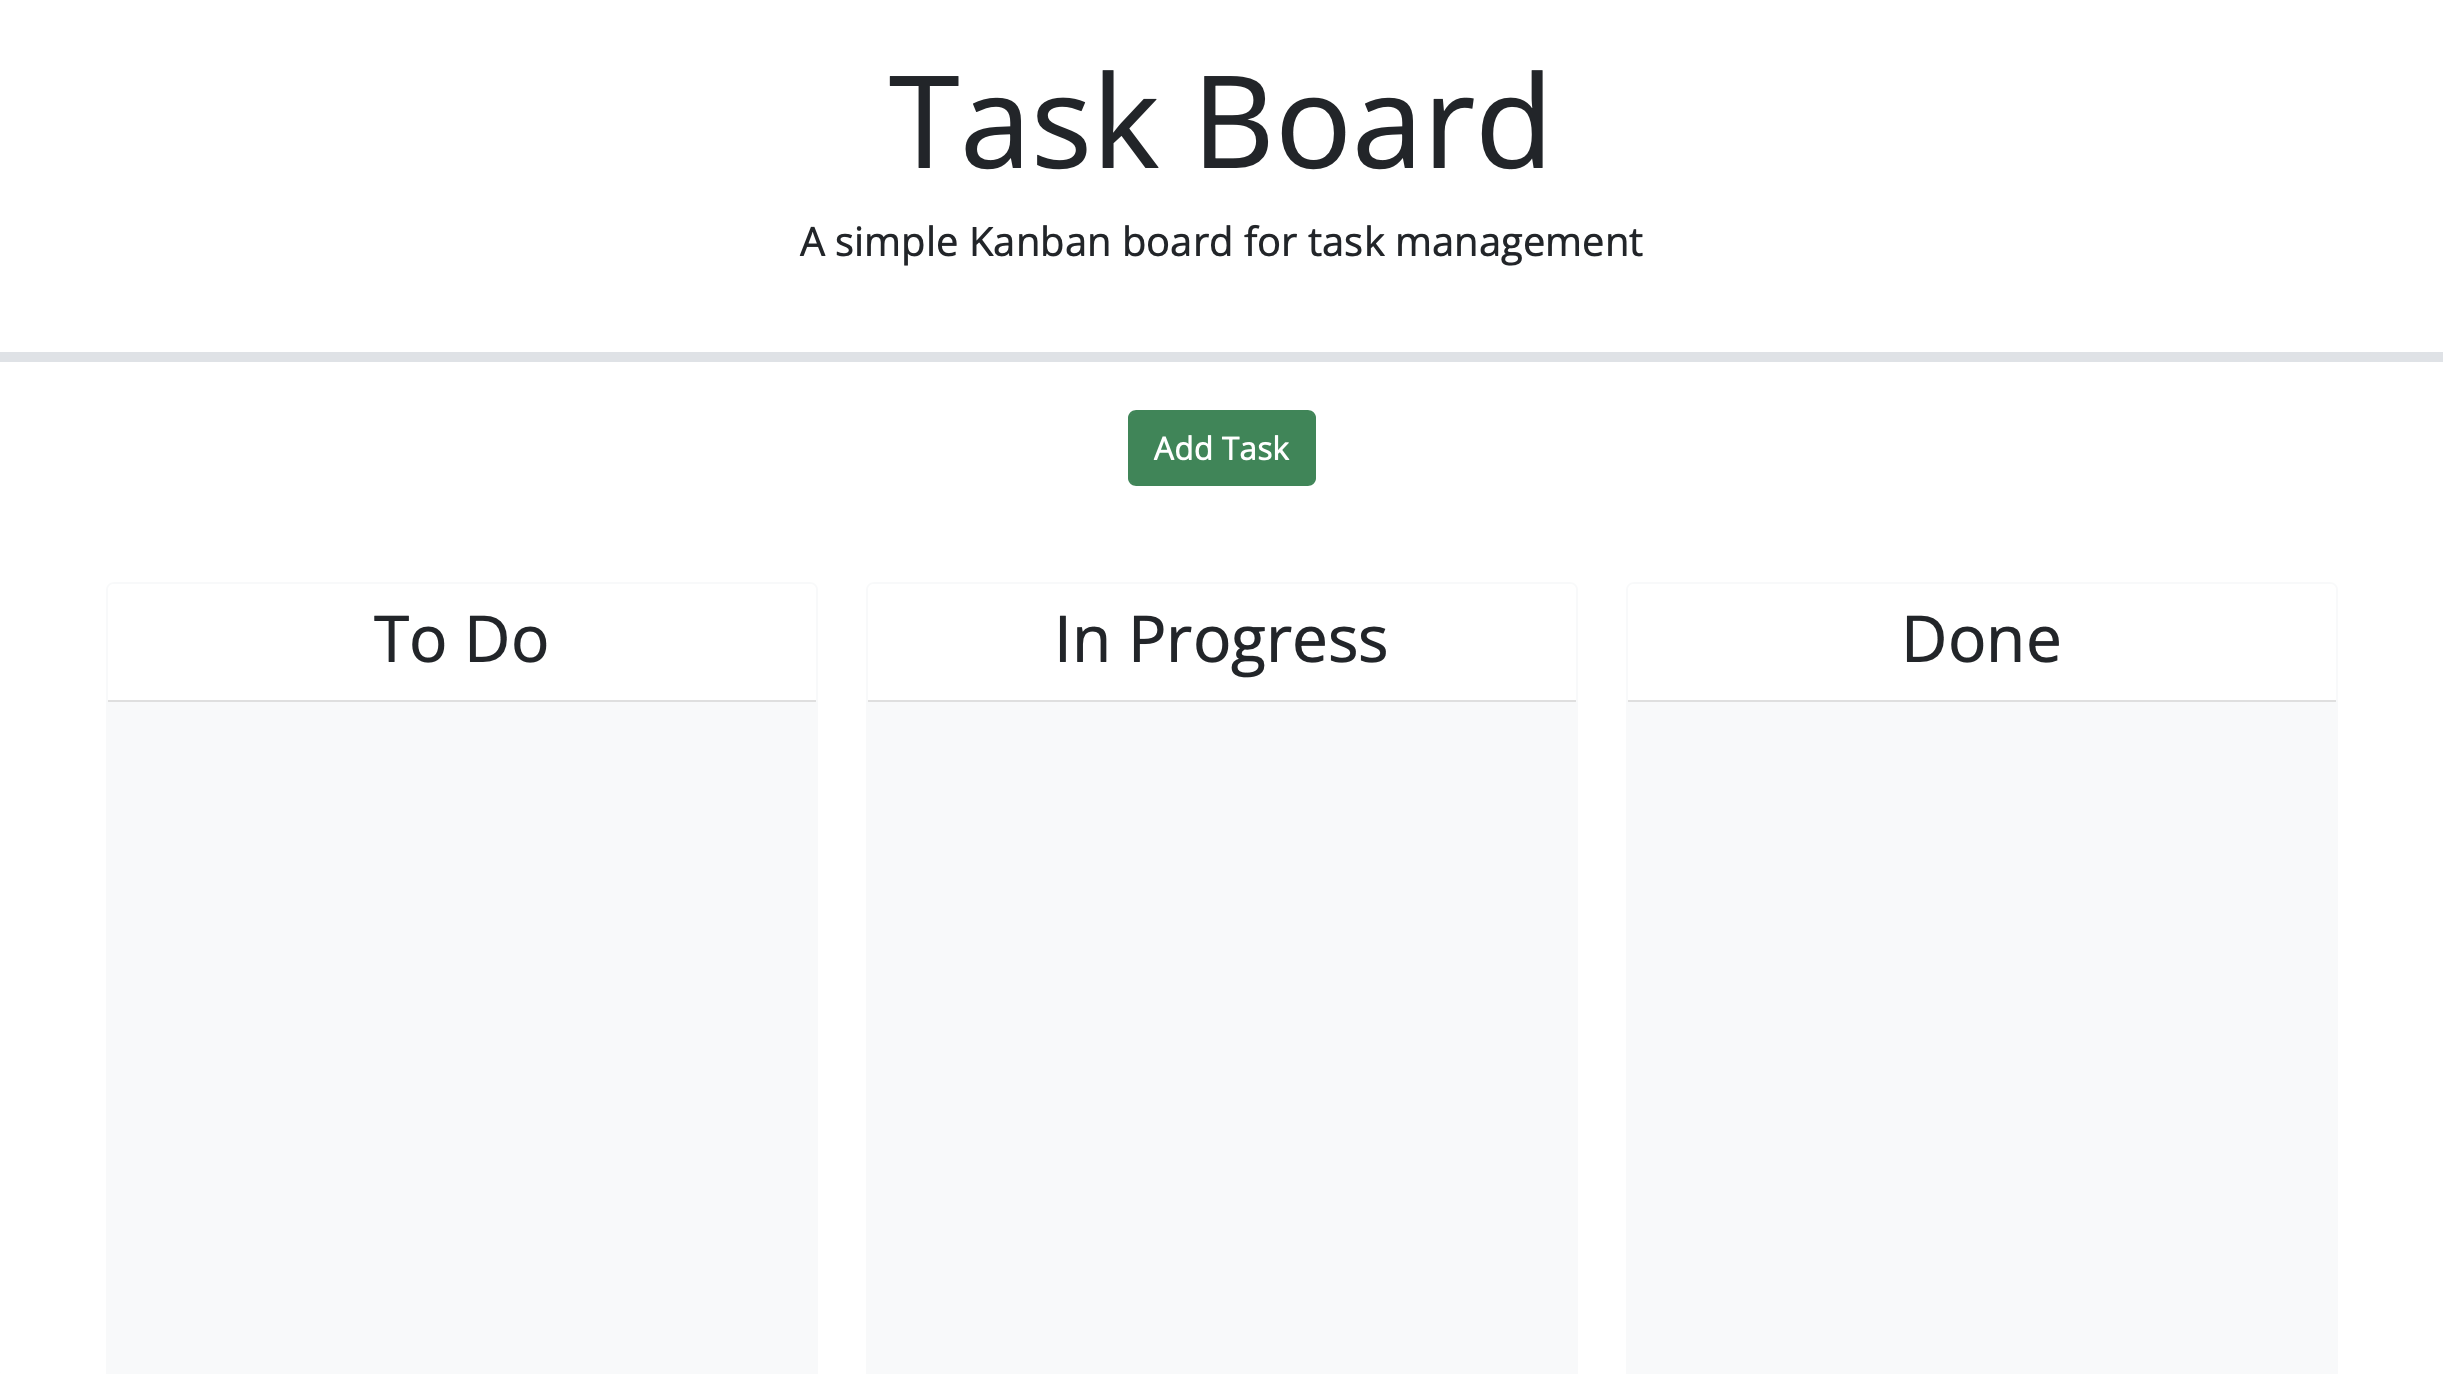 Task Board
A simple Kanban board for task management
Add Task
To Do
In Progress
Done